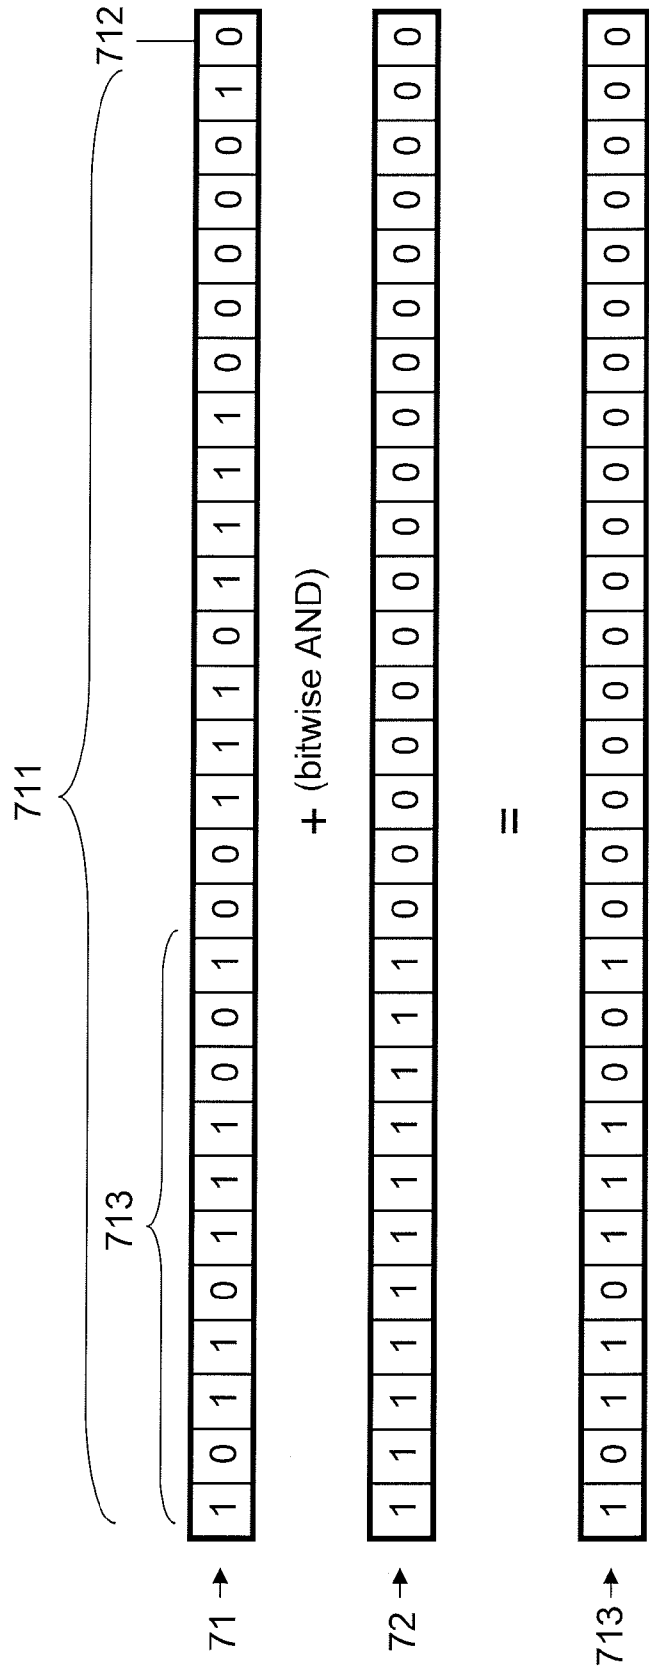 711
712
713
71 → 1 0 1 1 0 1 1 1 0 0 1 0 0 1 1 1 0 1 1 1 1 0 0 0 0 0 1 0
+ (bitwise AND)
72 → 1 1 1 1 1 1 1 1 1 1 1 0 0 0 0 0 0 0 0 0 0 0 0 0 0 0 0 0
=
713 → 1 0 1 1 0 1 1 1 0 0 1 0 0 0 0 0 0 0 0 0 0 0 0 0 0 0 0 0